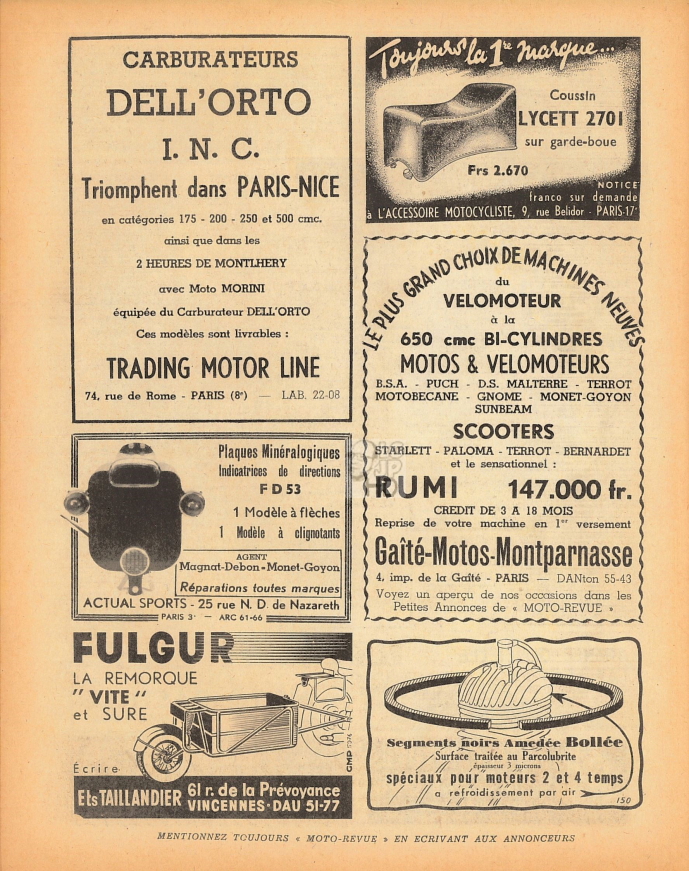 CARBURATEURS
DELL'ORTO
I. N. C.
Triomphent dans PARIS-NICE
en catégories 175 - 200 - 250 et 500 cmc.
ainsi que dans les
2 HEURES DE MONTLHERY
avec Moto MORINI
équipée du Carburateur DELL'ORTO
Ces modèles sont livrables :
TRADING MOTOR LINE
74, rue de Rome - PARIS (8e) — LAB. 22-08
Toujours la 1re marque...
Coussin
LYCETT 2701
sur garde-boue
Frs 2.670
NOTICE
franco sur demande
à L'ACCESSOIRE MOTOCYCLISTE, 9, rue Belidor - PARIS-17e
LE PLUS GRAND CHOIX DE MACHINES NEUVES
du
VELOMOTEUR
à la
650 cmc BI-CYLINDRES
MOTOS & VELOMOTEURS
B.S.A. - PUCH - D.S. MALTERRE - TERROT
MOTOBECANE - GNOME - MONET-GOYON
SUNBEAM
SCOOTERS
STARLETT - PALOMA - TERROT - BERNARDET
et le sensationnel :
RUMI 147.000 fr.
CREDIT DE 3 A 18 MOIS
Reprise de votre machine en 1er versement
Gaîté-Motos-Montparnasse
4, imp. de la Gaîté - PARIS — DANton 55-43
Voyez un aperçu de nos occasions dans les
Petites Annonces de « MOTO-REVUE »
Plaques Minéralogiques
Indicatrices de directions
FD 53
1 Modèle à flèches
1 Modèle à clignotants
AGENT
Magnat-Debon-Monet-Goyon
Réparations toutes marques
ACTUAL SPORTS - 25 rue N. D. de Nazareth
PARIS 3e — ARC 61-66
FULGUR
LA REMORQUE
"VITE"
et SURE
Écrire
GMP
Ets TAILLANDIER 61 r. de la Prévoyance
VINCENNES · DAU 51-77
Segments noirs Amedée Bollée
Surface traitée au Parcolubrite
épaisseur 3 microns
spéciaux pour moteurs 2 et 4 temps
a refroidissement par air
150
MENTIONNEZ TOUJOURS « MOTO-REVUE » EN ECRIVANT AUX ANNONCEURS